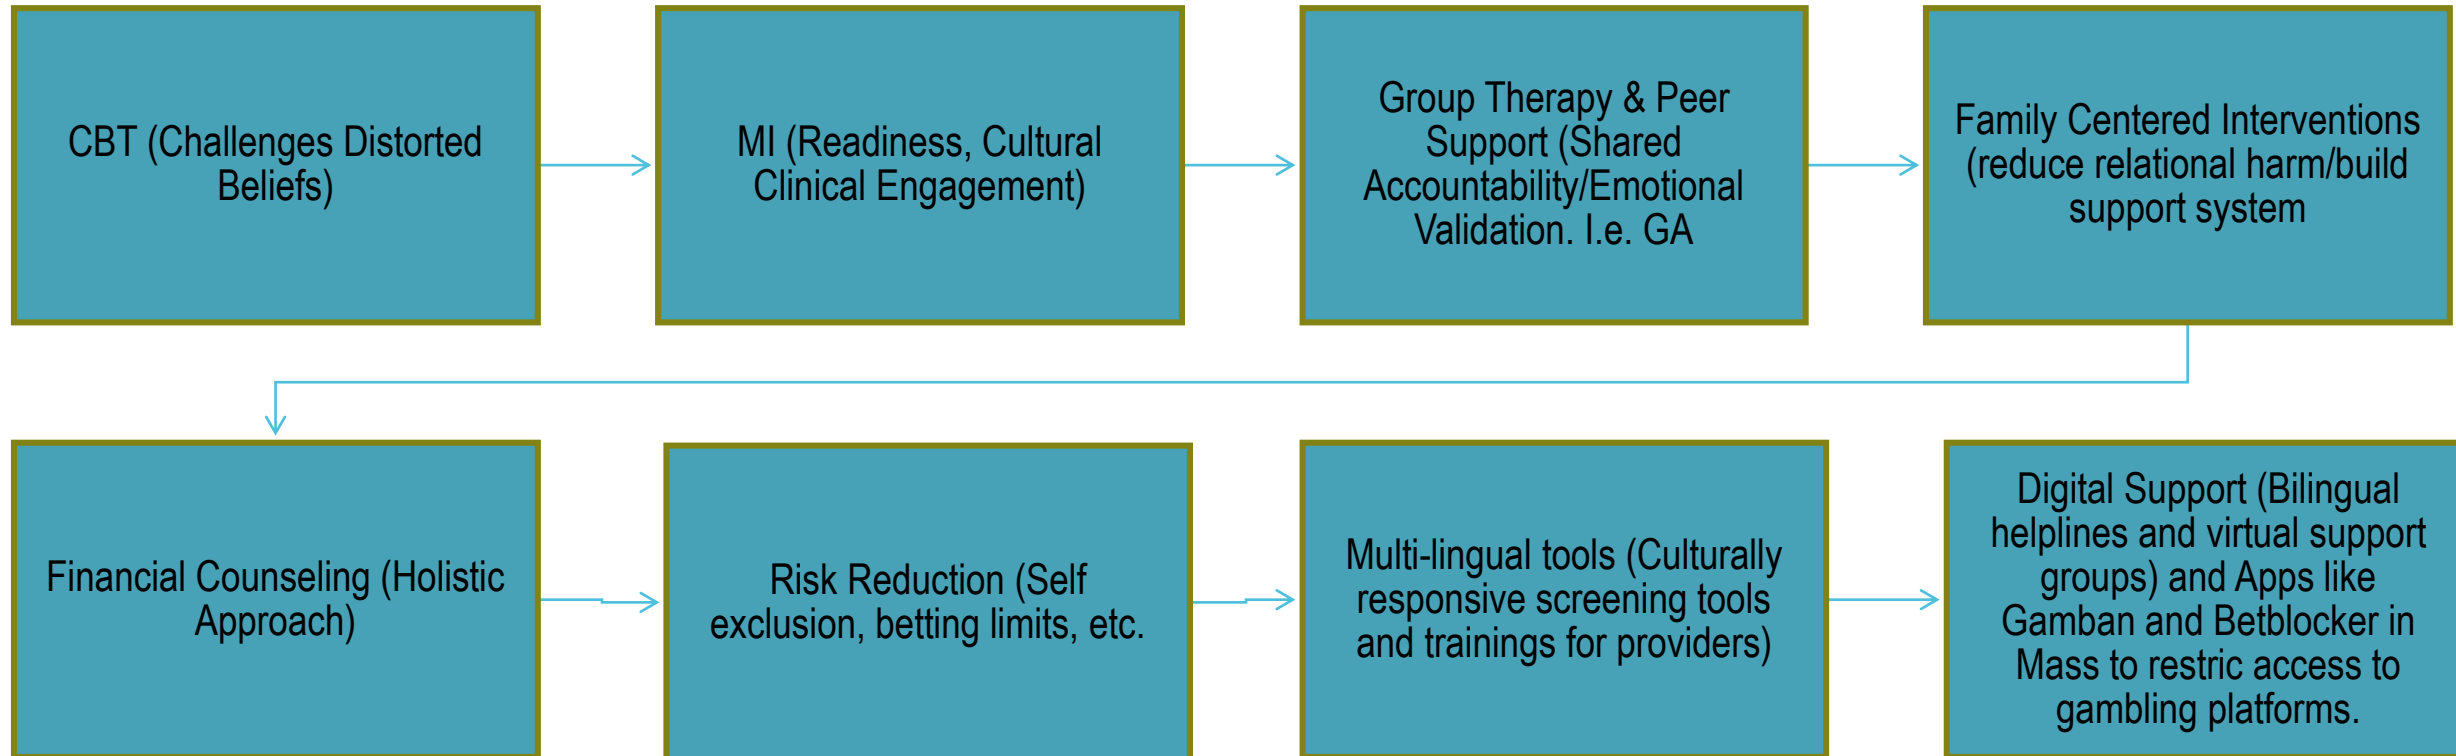 CBT (Challenges Distorted
Beliefs)
MI (Readiness, Cultural
Clinical Engagement)
Group Therapy & Peer
Support (Shared
Accountability/Emotional
Validation. I.e. GA
Family Centered Interventions
(reduce relational harm/build
support system
Financial Counseling (Holistic
Approach)
Risk Reduction (Self
exclusion, betting limits, etc.
Multi-lingual tools (Culturally
responsive screening tools
and trainings for providers)
Digital Support (Bilingual
helplines and virtual support
groups) and Apps like
Gamban and Betblocker in
Mass to restric access to
gambling platforms.